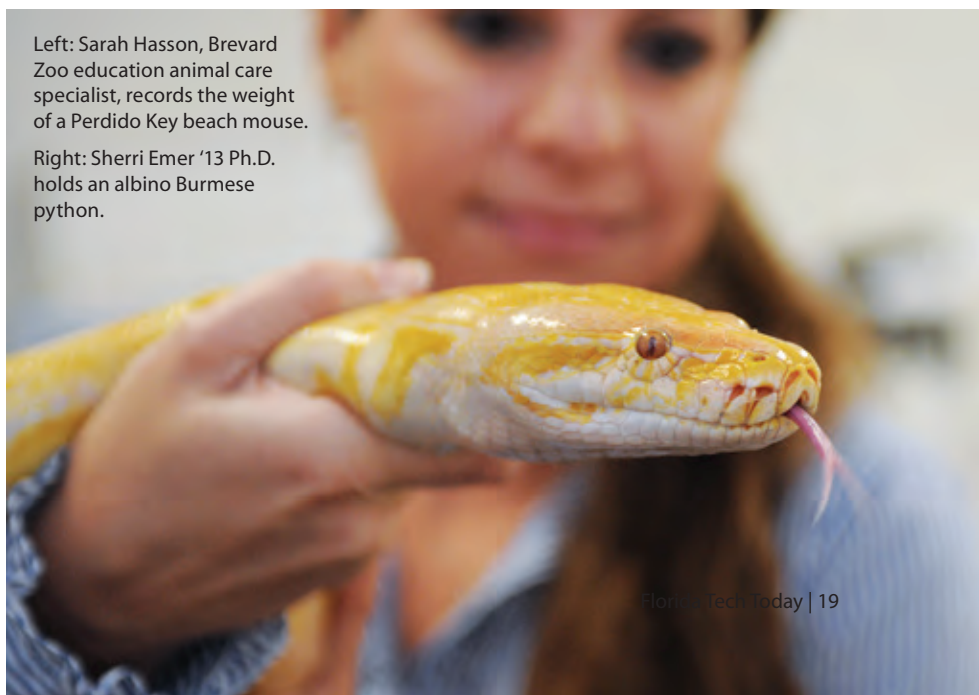 Left: Sarah Hasson, Brevard
Zoo education animal care
specialist, records the weight
of a Perdido Key beach mouse.
Right: Sherri Emer ‘13 Ph.D.
holds an albino Burmese
python.
Florida Tech Today | 19